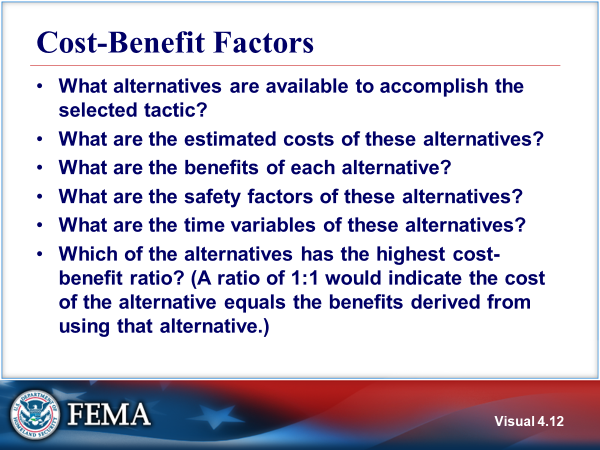 Cost-Benefit Factors
• What alternatives are available to accomplish the
selected tactic?
• What are the estimated costs of these alternatives?
• What are the benefits of each alternative?
• What are the safety factors of these alternatives?
• What are the time variables of these alternatives?
• Which of the alternatives has the highest cost-
benefit ratio? (A ratio of 1:1 would indicate the cost
of the alternative equals the benefits derived from
using that alternative.)
U.S. DEPARTMENT OF
HOMELAND SECURITY
FEMA
Visual 4.12